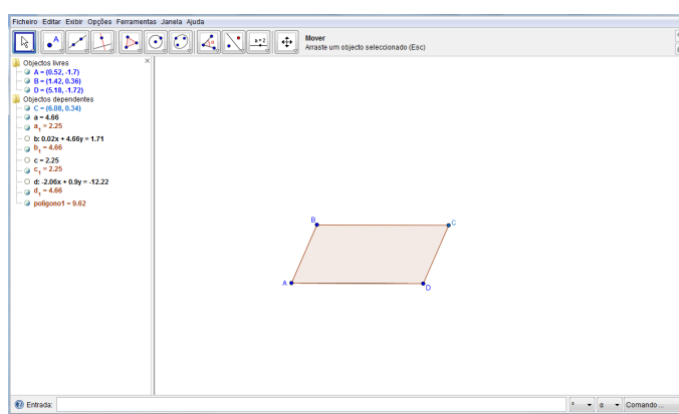 Ficheiro Editar Exibir Opções Ferramentas Janela Ajuda
A
a=2
Mover
Arraste um objecto seleccionado (Esc)
Objectos livres
A = (0.52, -1.7)
B = (1.42, 0.36)
D = (5.18, -1.72)
Objectos dependentes
C = (6.08, 0.34)
a = 4.66
a₁ = 2.25
b: 0.02x + 4.66y = 1.71
b₁ = 4.66
c = 2.25
c₁ = 2.25
d: -2.06x + 0.9y = -12.22
d₁ = 4.66
polígono1 = 9.62
B
C
A
D
Entrada:
α
Comando ...